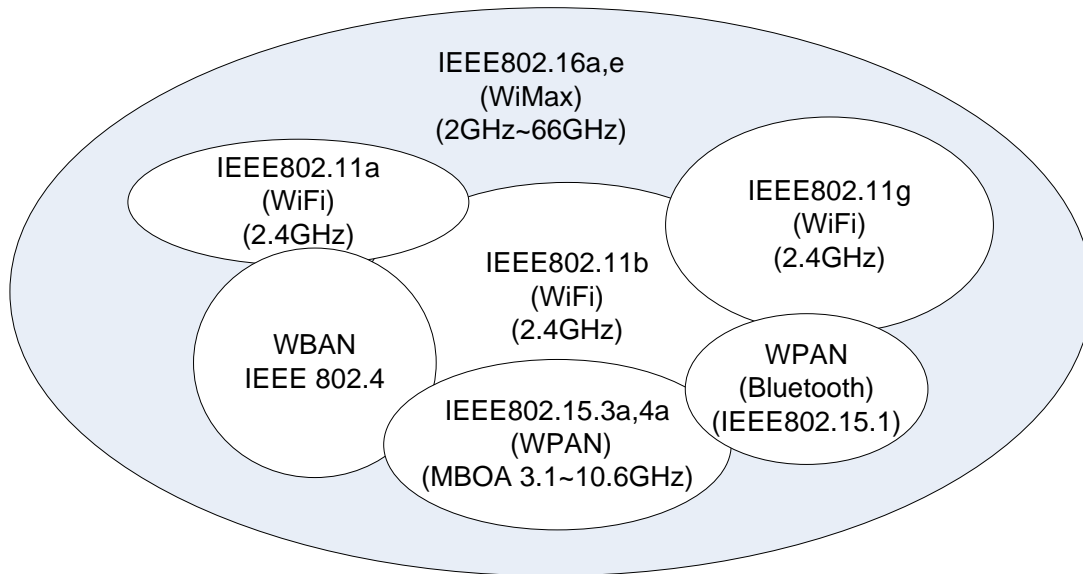 IEEE802.16a,e
(WiMax)
(2GHz~66GHz)
IEEE802.11a
(WiFi)
(2.4GHz)
IEEE802.11g
(WiFi)
(2.4GHz)
IEEE802.11b
(WiFi)
(2.4GHz)
WBAN
IEEE 802.4
WPAN
(Bluetooth)
(IEEE802.15.1)
IEEE802.15.3a,4a
(WPAN)
(MBOA 3.1~10.6GHz)